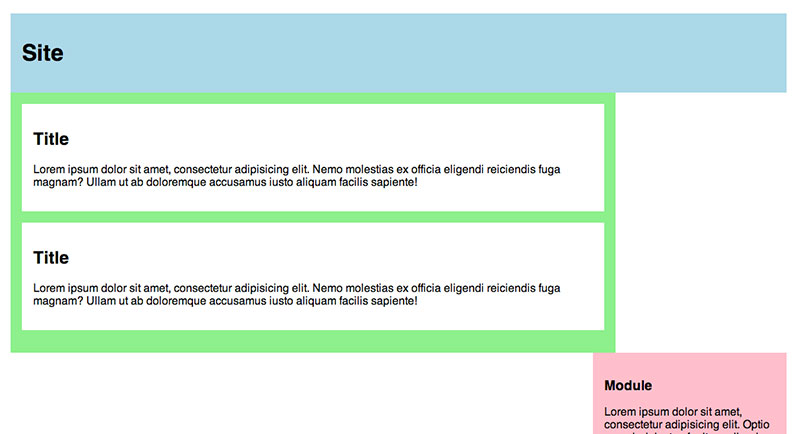 Site
Title
Lorem ipsum dolor sit amet, consectetur adipisicing elit. Nemo molestias ex officia eligendi reiciendis fuga
magnam? Ullam ut ab doloremque accusamus iusto aliquam facilis sapiente!
Title
Lorem ipsum dolor sit amet, consectetur adipisicing elit. Nemo molestias ex officia eligendi reiciendis fuga
magnam? Ullam ut ab doloremque accusamus iusto aliquam facilis sapiente!
Module
Lorem ipsum dolor sit amet,
consectetur adipisicing elit. Optio